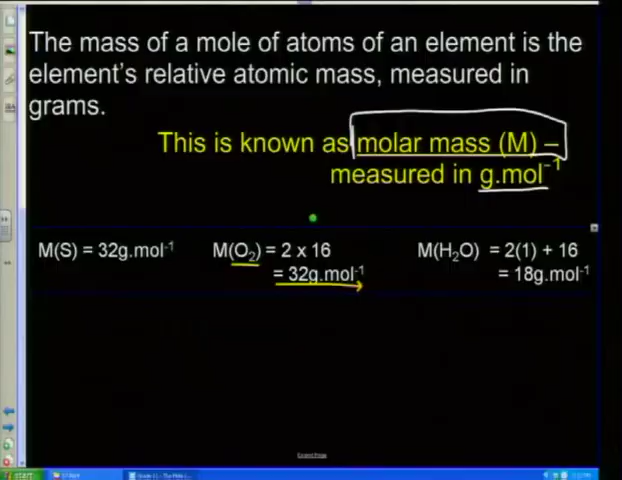 The mass of a mole of atoms of an element is the
element's relative atomic mass, measured in
grams.
This is known as molar mass (M) –
measured in g.mol⁻¹
M(S) = 32g.mol⁻¹
M(O₂) = 2 x 16
= 32g.mol⁻¹
M(H₂O) = 2(1) + 16
= 18g.mol⁻¹
start